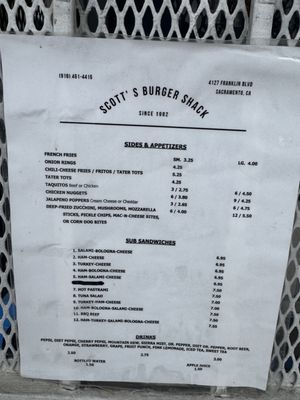 (916) 451-4415
4127 FRANKLIN BLVD
SACRAMENTO, CA
SCOTT'S BURGER SHACK
SINCE 1982
SIDES & APPETIZERS
FRENCH FRIES SM. 3.25 LG. 4.00
ONION RINGS 4.25
CHILI-CHEESE FRIES / FRITOS / TATER TOTS 5.25
TATER TOTS 4.25
TAQUITOS Beef or Chicken 3 / 2.75 6 / 4.50
CHICKEN NUGGETS 6 / 3.00 9 / 4.25
JALAPENO POPPERS Cream Cheese or Cheddar 3 / 2.65 6 / 4.75
DEEP-FRIED ZUCCHINI, MUSHROOMS, MOZZARELLA 6 / 4.00 12 / 5.50
STICKS, PICKLE CHIPS, MAC-N-CHEESE BITES,
OR CORN DOG BITES
SUB SANDWICHES
1. SALAMI-BOLOGNA-CHEESE 6.95
2. HAM-CHEESE 6.95
3. TURKEY-CHEESE 6.95
4. HAM-BOLOGNA-CHEESE 6.95
5. HAM-SALAMI-CHEESE 6.95
7. HOT PASTRAMI 7.50
8. TUNA SALAD 7.50
9. TURKEY-HAM-CHEESE 7.50
10. HAM-BOLOGNA-SALAMI-CHEESE 7.50
11. BBQ BEEF 7.50
12. HAM-TURKEY-SALAMI-BOLOGNA-CHEESE 7.50
DRINKS
PEPSI, DIET PEPSI, CHERRY PEPSI, MOUNTAIN DEW, SIERRA MIST, DR. PEPPER, DIET DR. PEPPER, ROOT BEER,
ORANGE, STRAWBERRY, GRAPE, FRUIT PUNCH, PINK LEMONADE, ICED TEA, SWEET TEA
2.50 2.75 3.00
BOTTLED WATER APPLE JUICE
1.50 1.50